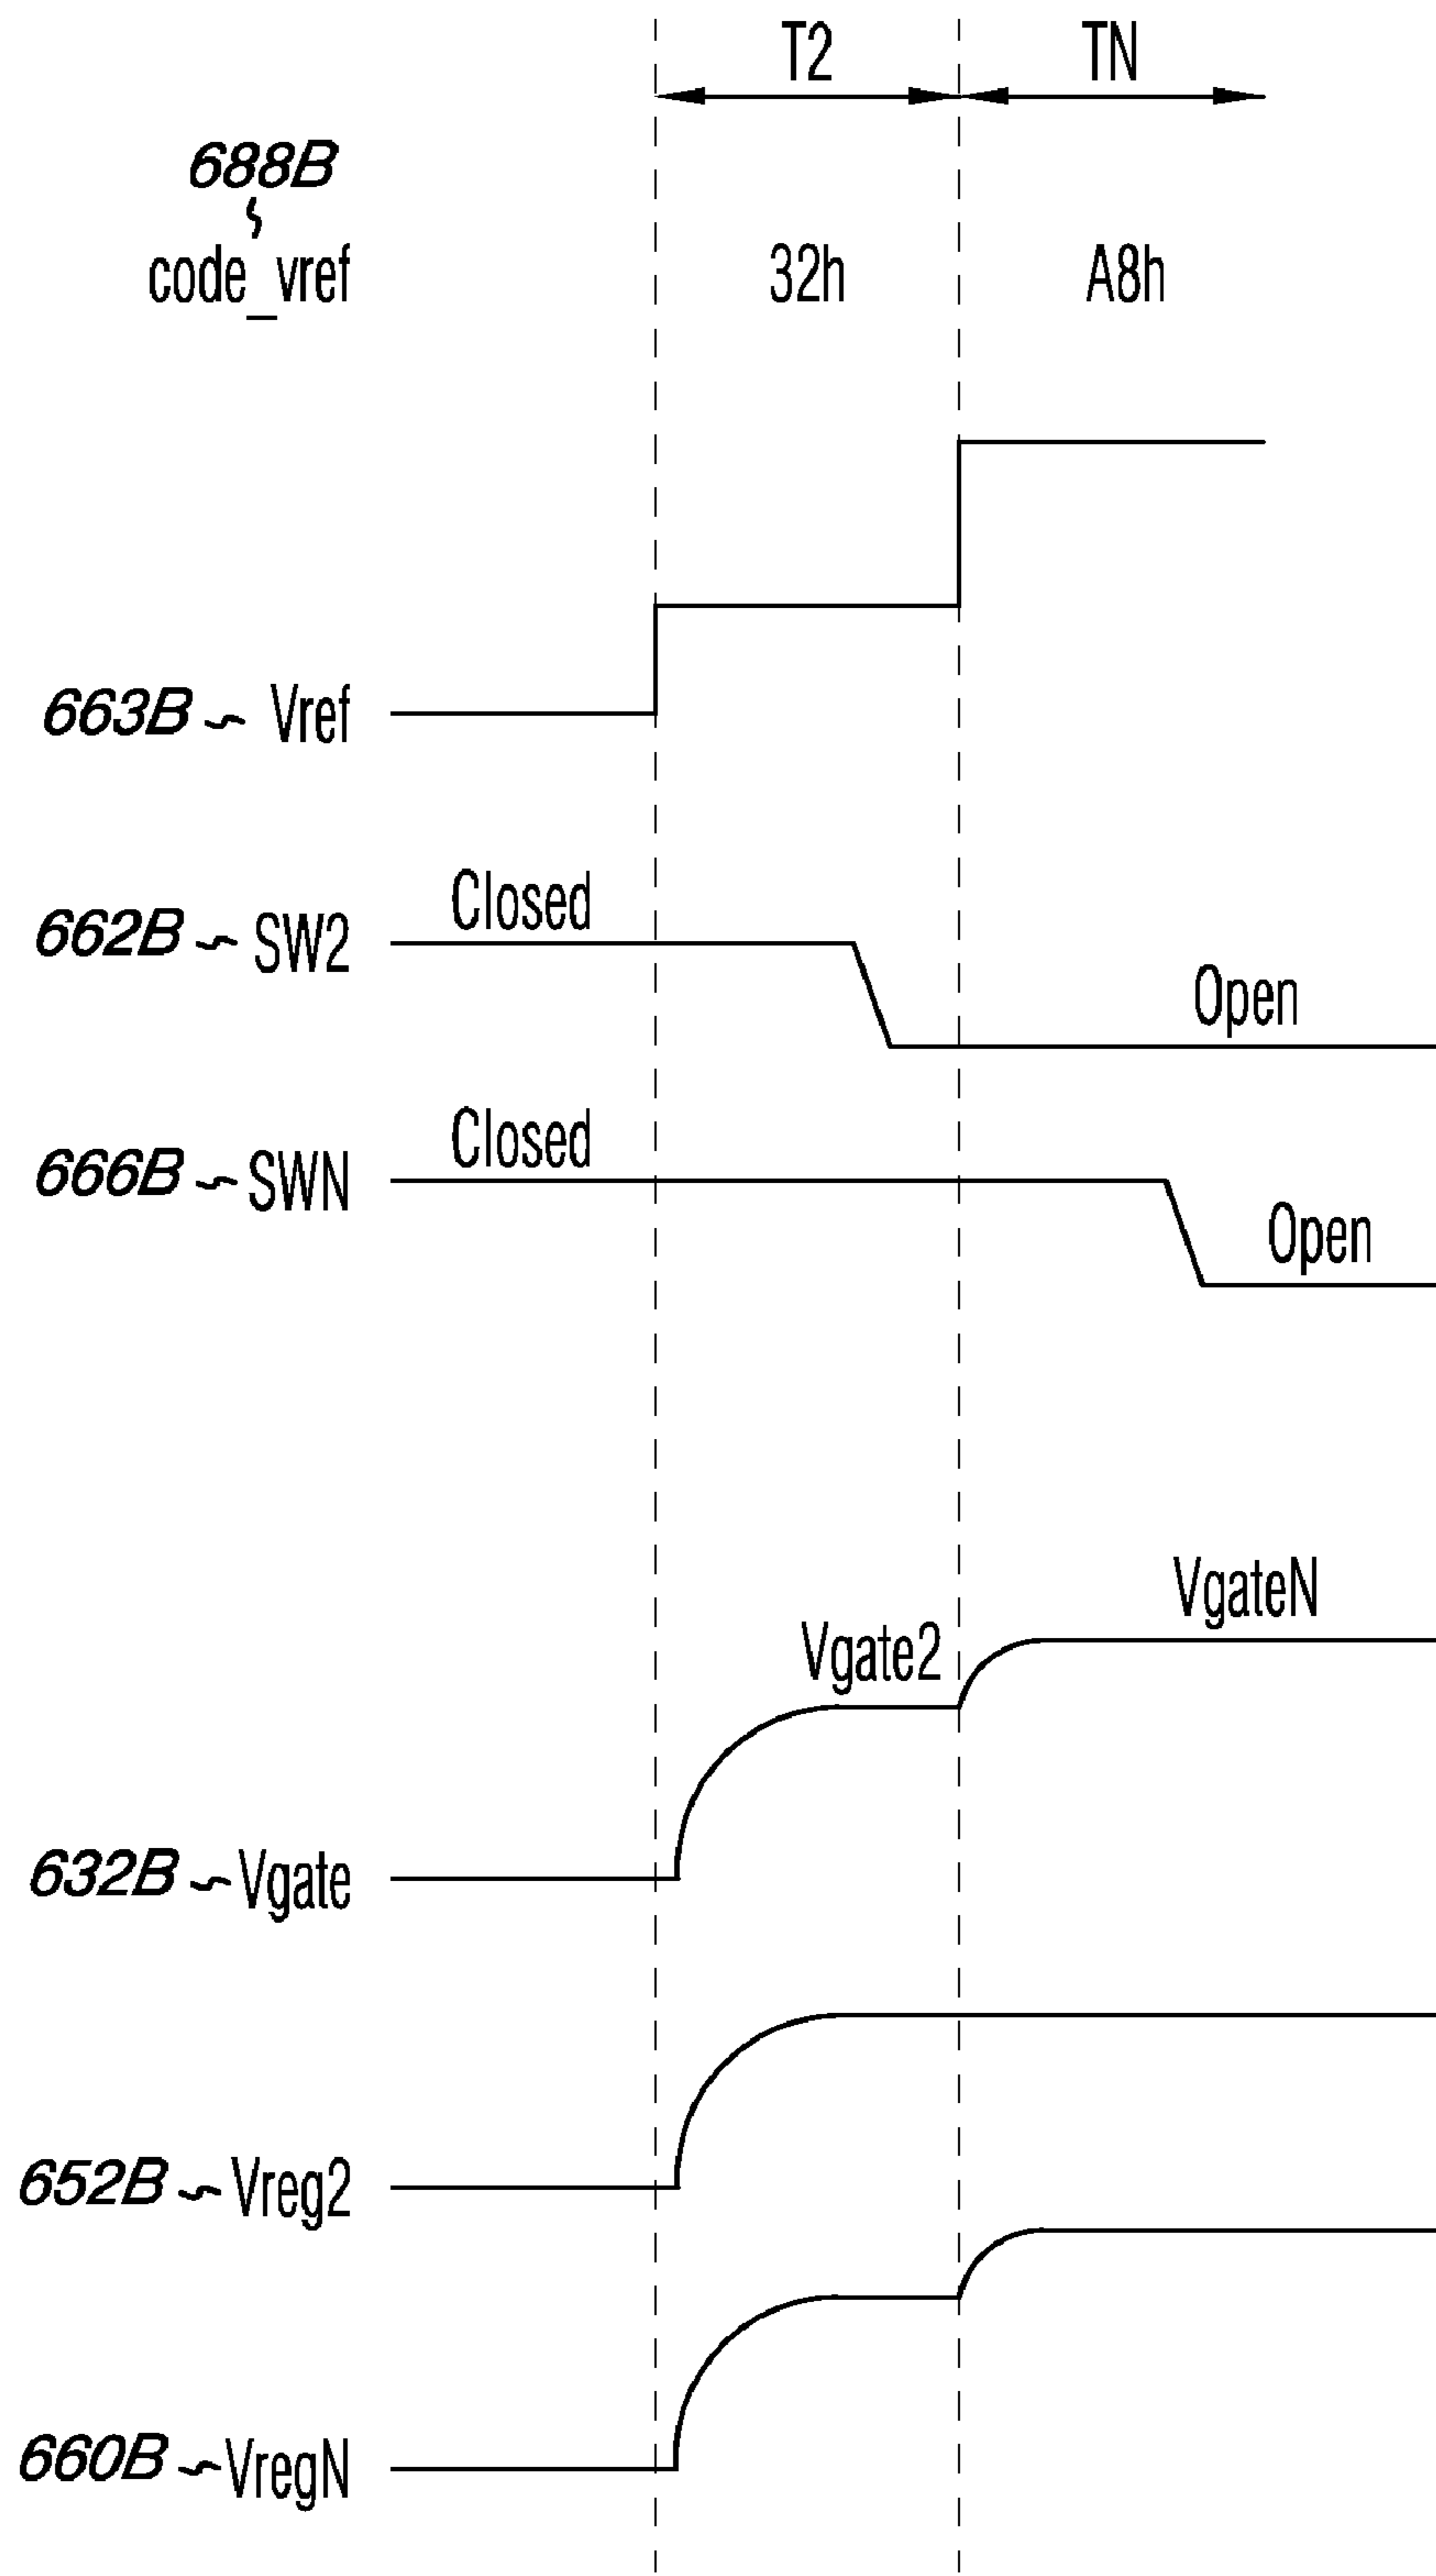 T2 TN
688B
code_vref 32h A8h
663B Vref
Closed
662B SW2
Open
Closed
666B SWN
Open
VgateN
Vgate2
632B Vgate
652B Vreg2
660B VregN